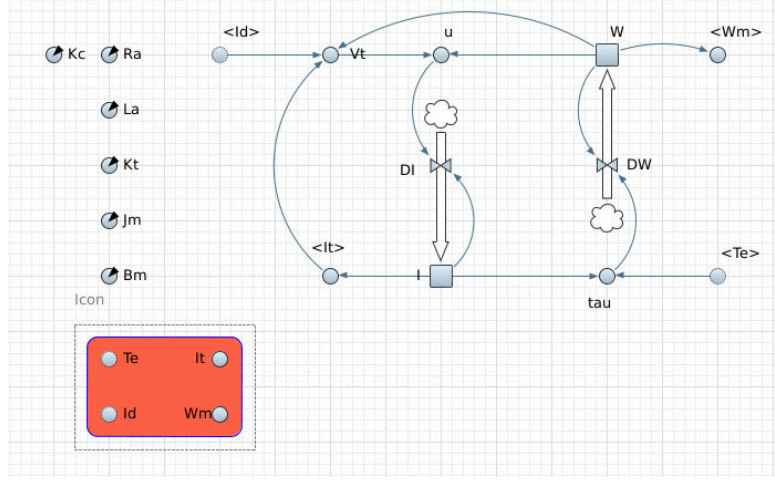 <Id> u W <Wm>
Kc Ra Vt
La
Kt DI DW
Jm
<It> <Te>
Bm I tau
Icon
Te It
Id Wm